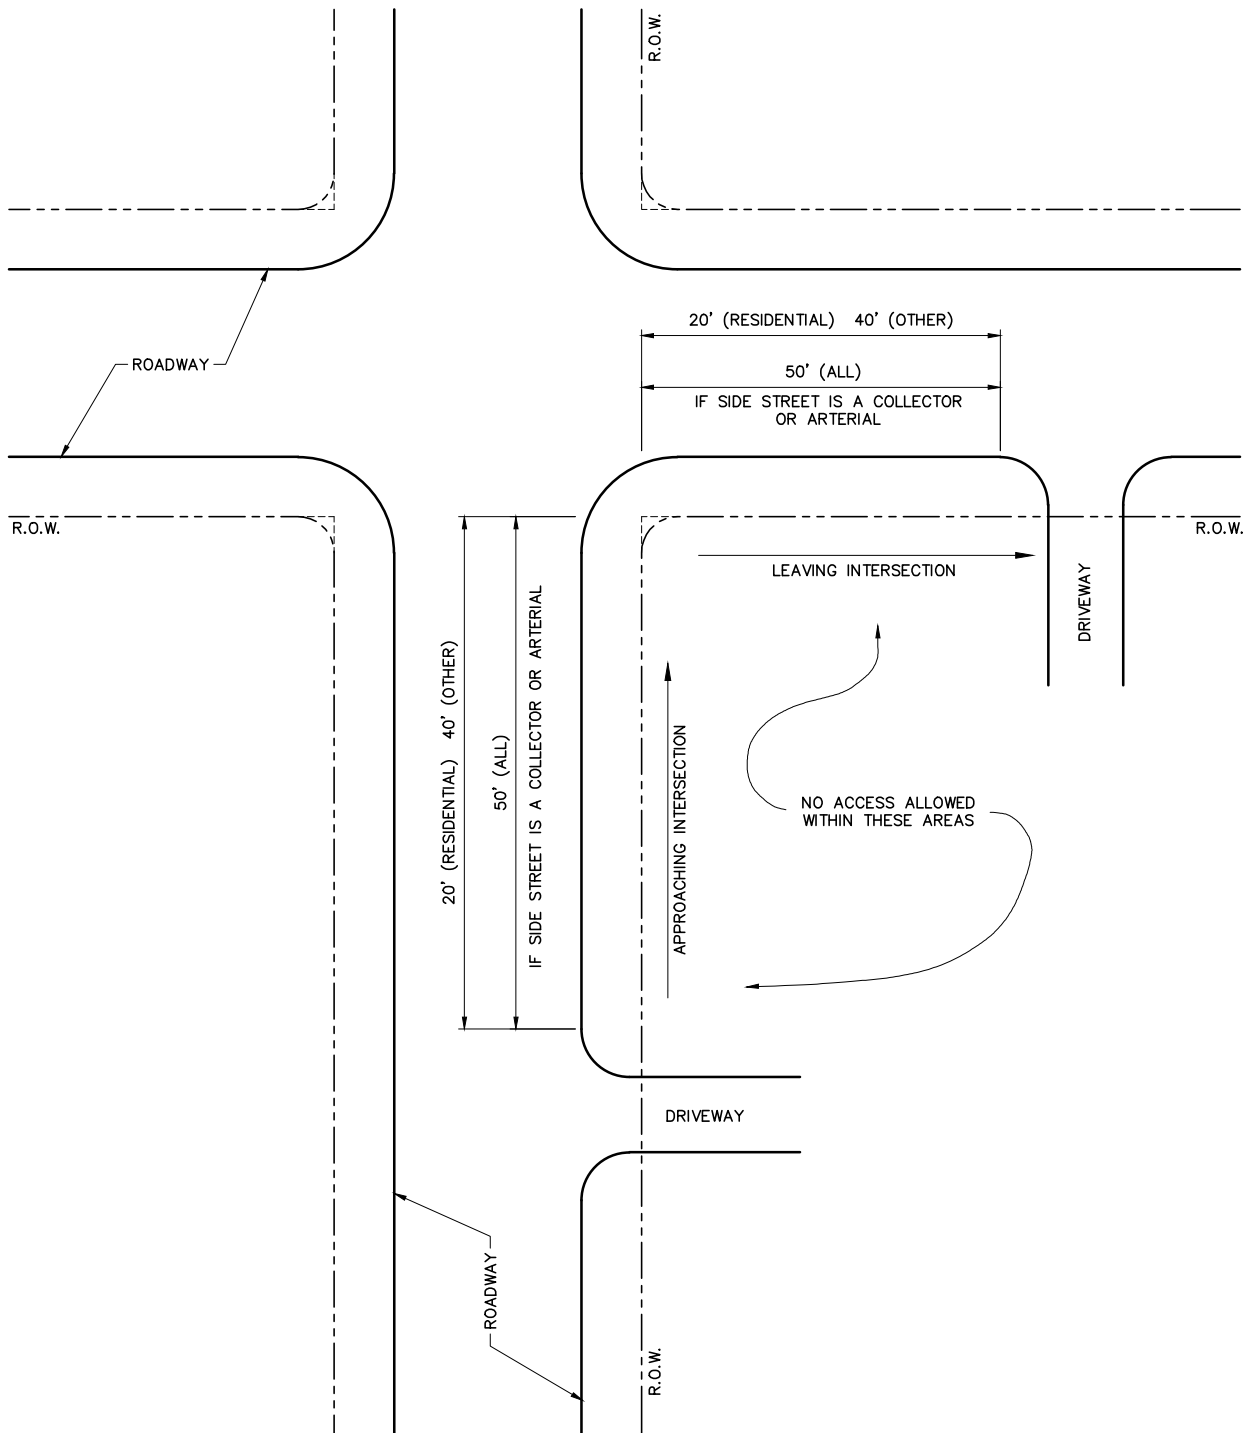 R.O.W.
20' (RESIDENTIAL) 40' (OTHER)
ROADWAY
50' (ALL)
IF SIDE STREET IS A COLLECTOR
OR ARTERIAL
R.O.W.
R.O.W.
LEAVING INTERSECTION
DRIVEWAY
20' (RESIDENTIAL) 40' (OTHER)
50' (ALL)
IF SIDE STREET IS A COLLECTOR OR ARTERIAL
APPROACHING INTERSECTION
NO ACCESS ALLOWED
WITHIN THESE AREAS
DRIVEWAY
ROADWAY
R.O.W.